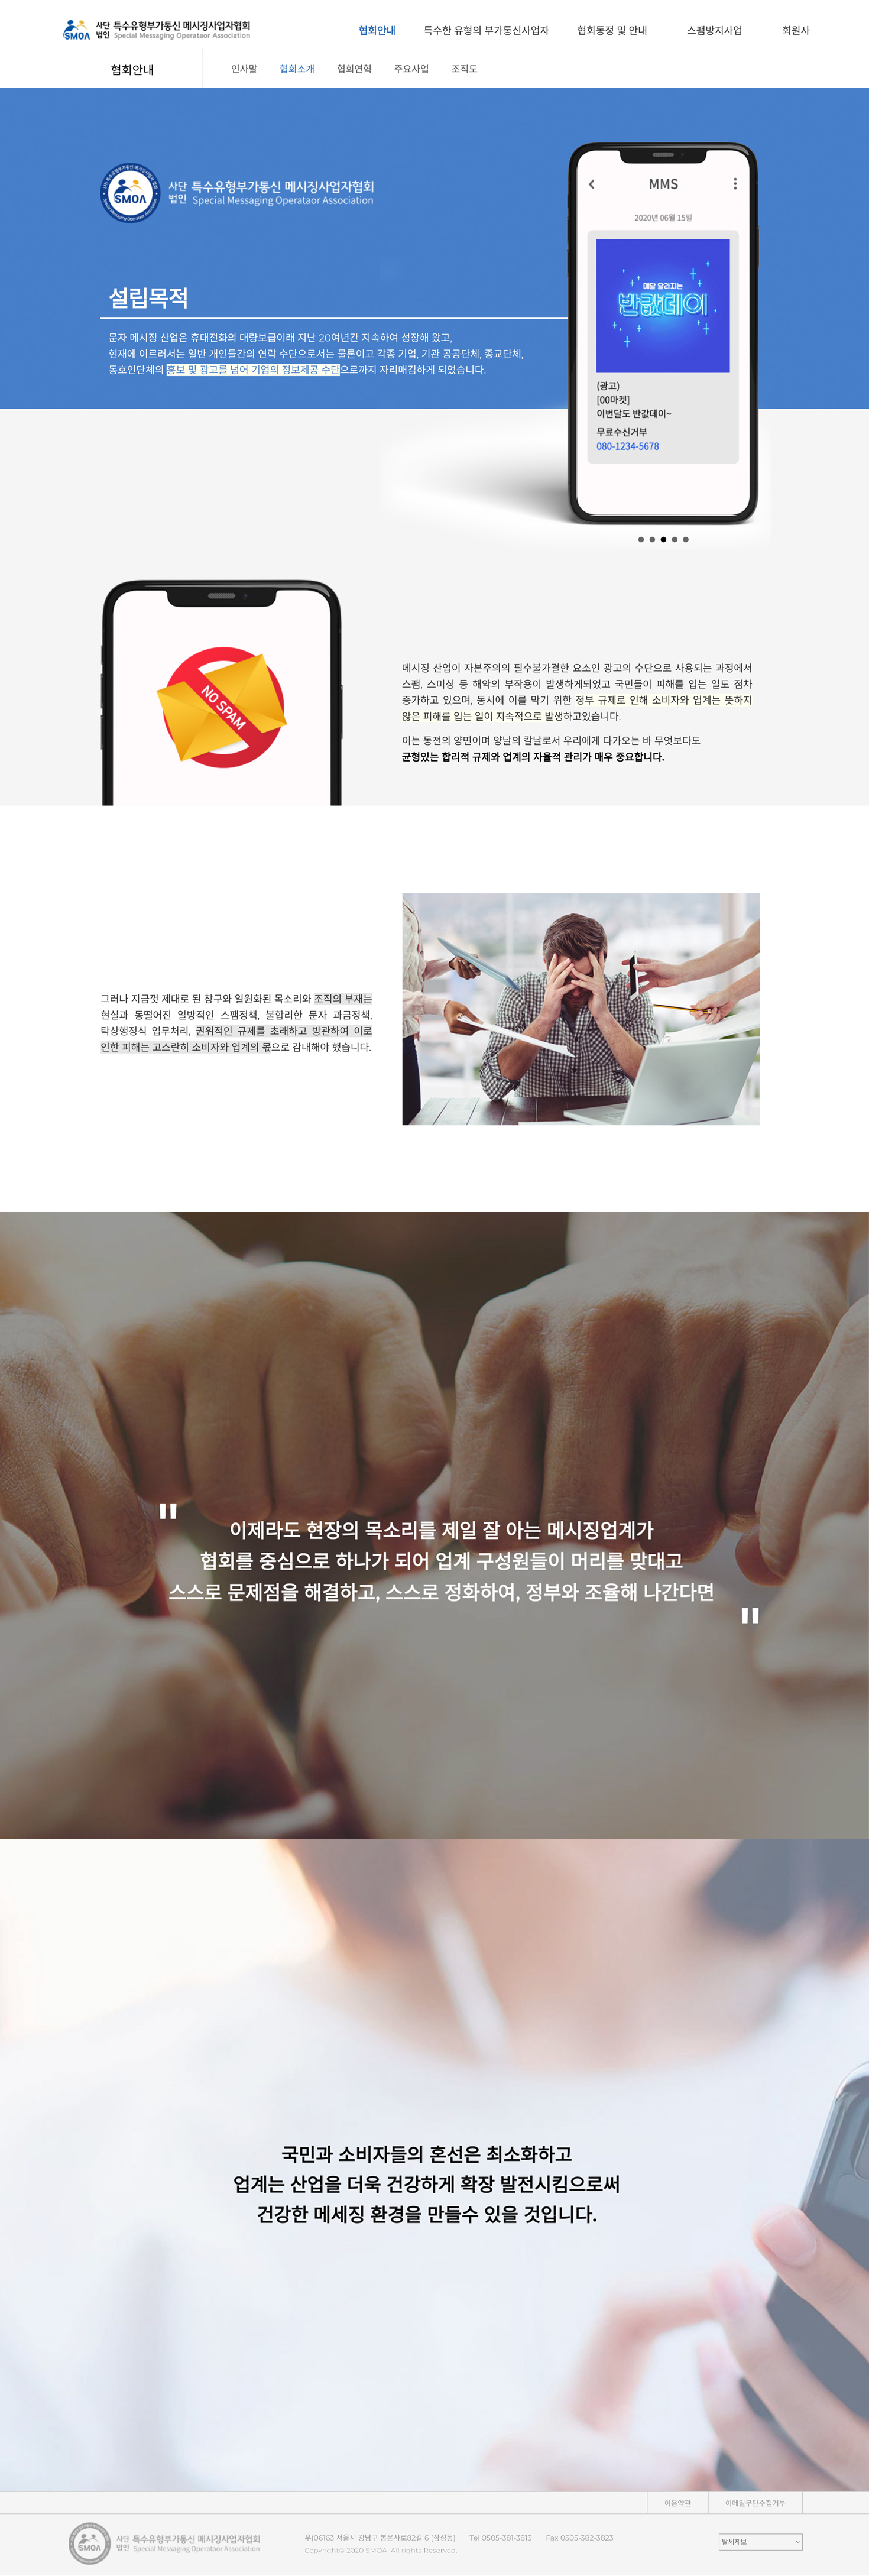 SMOA 사단법인 특수유형부가통신 메시징사업자협회
Special Messaging Operataor Association
협회안내 특수한 유형의 부가통신사업자 협회동정 및 안내 스팸방지사업 회원사
협회안내 인사말 협회소개 협회연혁 주요사업 조직도
SMOA
사단법인 특수유형부가통신 메시징사업자협회
Special Messaging Operataor Association
설립목적
문자 메시징 산업은 휴대전화의 대량보급이래 지난 20여년간 지속하여 성장해 왔고,
현재에 이르러서는 일반 개인들간의 연락 수단으로서는 물론이고 각종 기업, 기관 공공단체, 종교단체,
동호인단체의 홍보 및 광고를 넘어 기업의 정보제공 수단으로까지 자리매김하게 되었습니다.
MMS
2020년 06월 15일
매달 달라지는
반값데이
(광고)
[00마켓]
이번달도 반값데이~
무료수신거부
080-1234-5678
NO SPAM
메시징 산업이 자본주의의 필수불가결한 요소인 광고의 수단으로 사용되는 과정에서
스팸, 스미싱 등 해악의 부작용이 발생하게되었고 국민들이 피해를 입는 일도 점차
증가하고 있으며, 동시에 이를 막기 위한 정부 규제로 인해 소비자와 업계는 뜻하지
않은 피해를 입는 일이 지속적으로 발생하고있습니다.
이는 동전의 양면이며 양날의 칼날로서 우리에게 다가오는 바 무엇보다도
균형있는 합리적 규제와 업계의 자율적 관리가 매우 중요합니다.
그러나 지금껏 제대로 된 창구와 일원화된 목소리와 조직의 부재는
현실과 동떨어진 일방적인 스팸정책, 불합리한 문자 과금정책,
탁상행정식 업무처리, 권위적인 규제를 초래하고 방관하여 이로
인한 피해는 고스란히 소비자와 업계의 몫으로 감내해야 했습니다.
"
이제라도 현장의 목소리를 제일 잘 아는 메시징업계가
협회를 중심으로 하나가 되어 업계 구성원들이 머리를 맞대고
스스로 문제점을 해결하고, 스스로 정화하여, 정부와 조율해 나간다면
"
국민과 소비자들의 혼선은 최소화하고
업계는 산업을 더욱 건강하게 확장 발전시킴으로써
건강한 메세징 환경을 만들수 있을 것입니다.
이용약관 이메일무단수집거부
SMOA
사단법인 특수유형부가통신 메시징사업자협회
Special Messaging Operataor Association
우)06163 서울시 강남구 봉은사로82길 6 (삼성동) Tel 0505-381-3813 Fax 0505-382-3823
Copyright© 2020 SMOA. All rights Reserved.
탈세제보